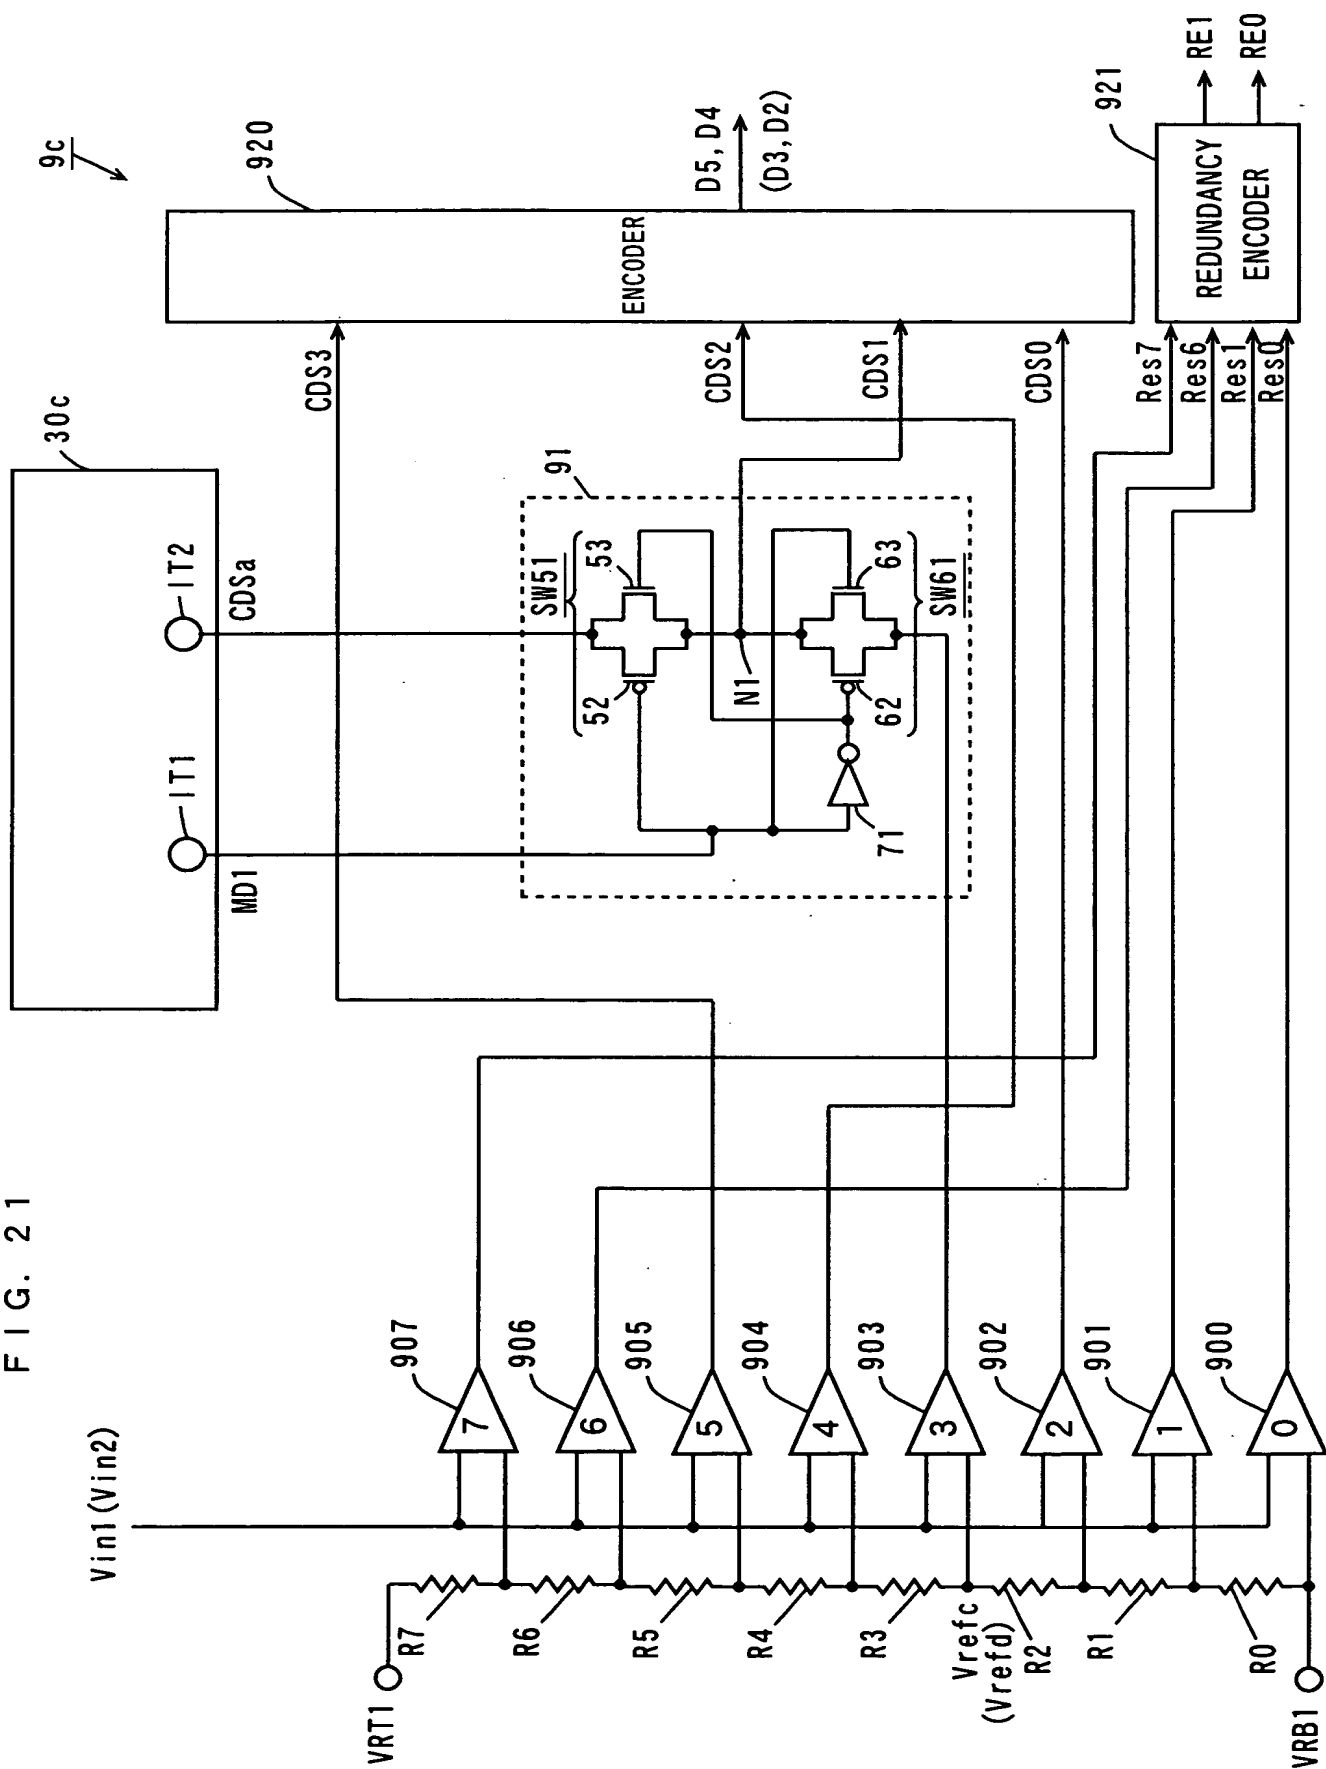 FIG. 21
9c
30c
IT1
IT2
MD1
CDSa
920
ENCODER
D5, D4
(D3, D2)
921
REDUNDANCY
ENCODER
RE1
RE0
CDS3
CDS2
CDS1
CDS0
Res7
Res6
Res1
Res0
91
SW51
52
53
N1
SW61
62
63
71
Vin1(Vin2)
907
7
906
6
905
5
904
4
903
3
902
2
901
1
900
0
VRT1
R7
R6
R5
R4
R3
Vrefc
(Vrefd)
R2
R1
R0
VRB1